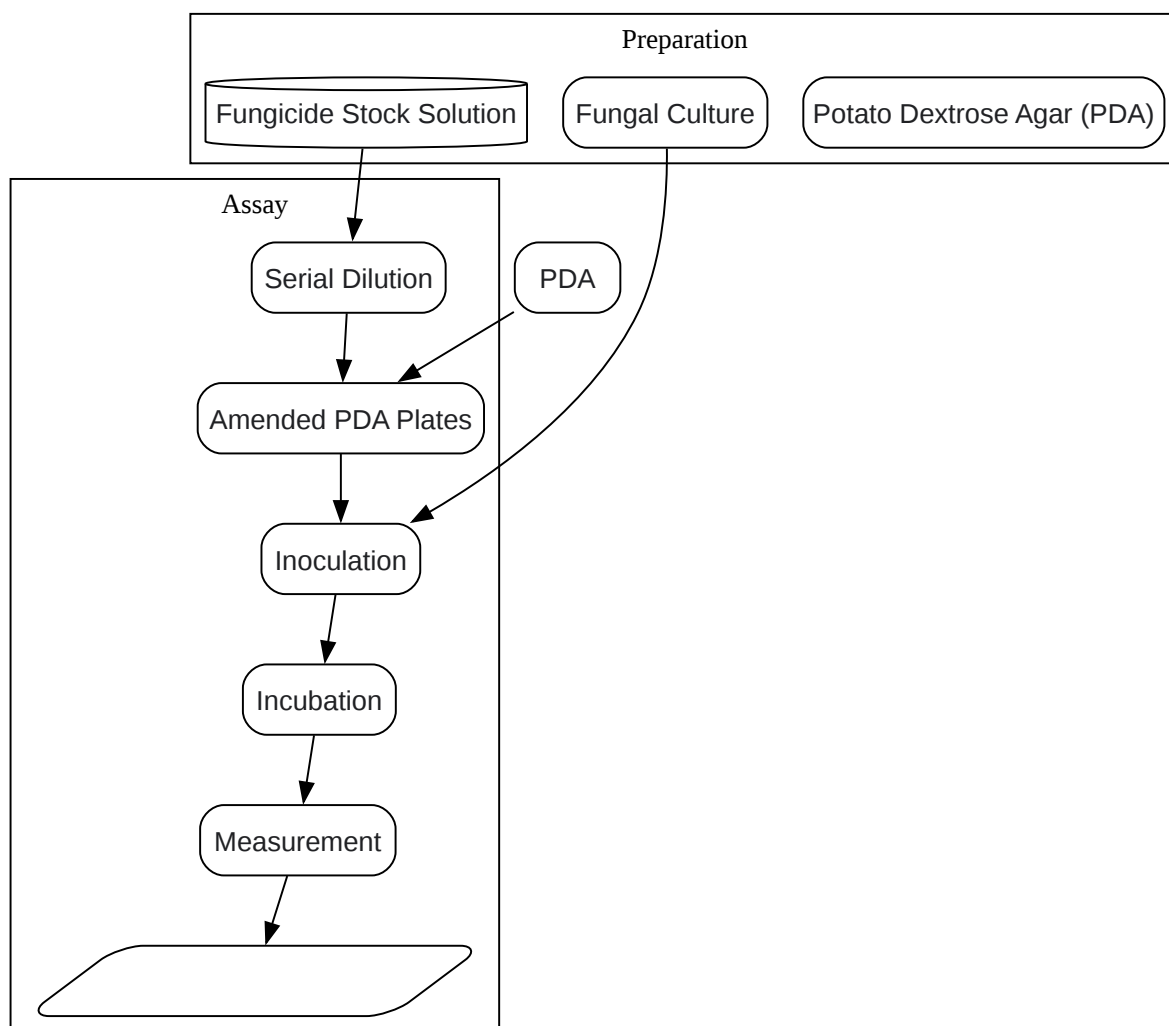 Preparation
Fungicide Stock Solution
Fungal Culture
Potato Dextrose Agar (PDA)
Assay
Serial Dilution
PDA
Amended PDA Plates
Inoculation
Incubation
Measurement